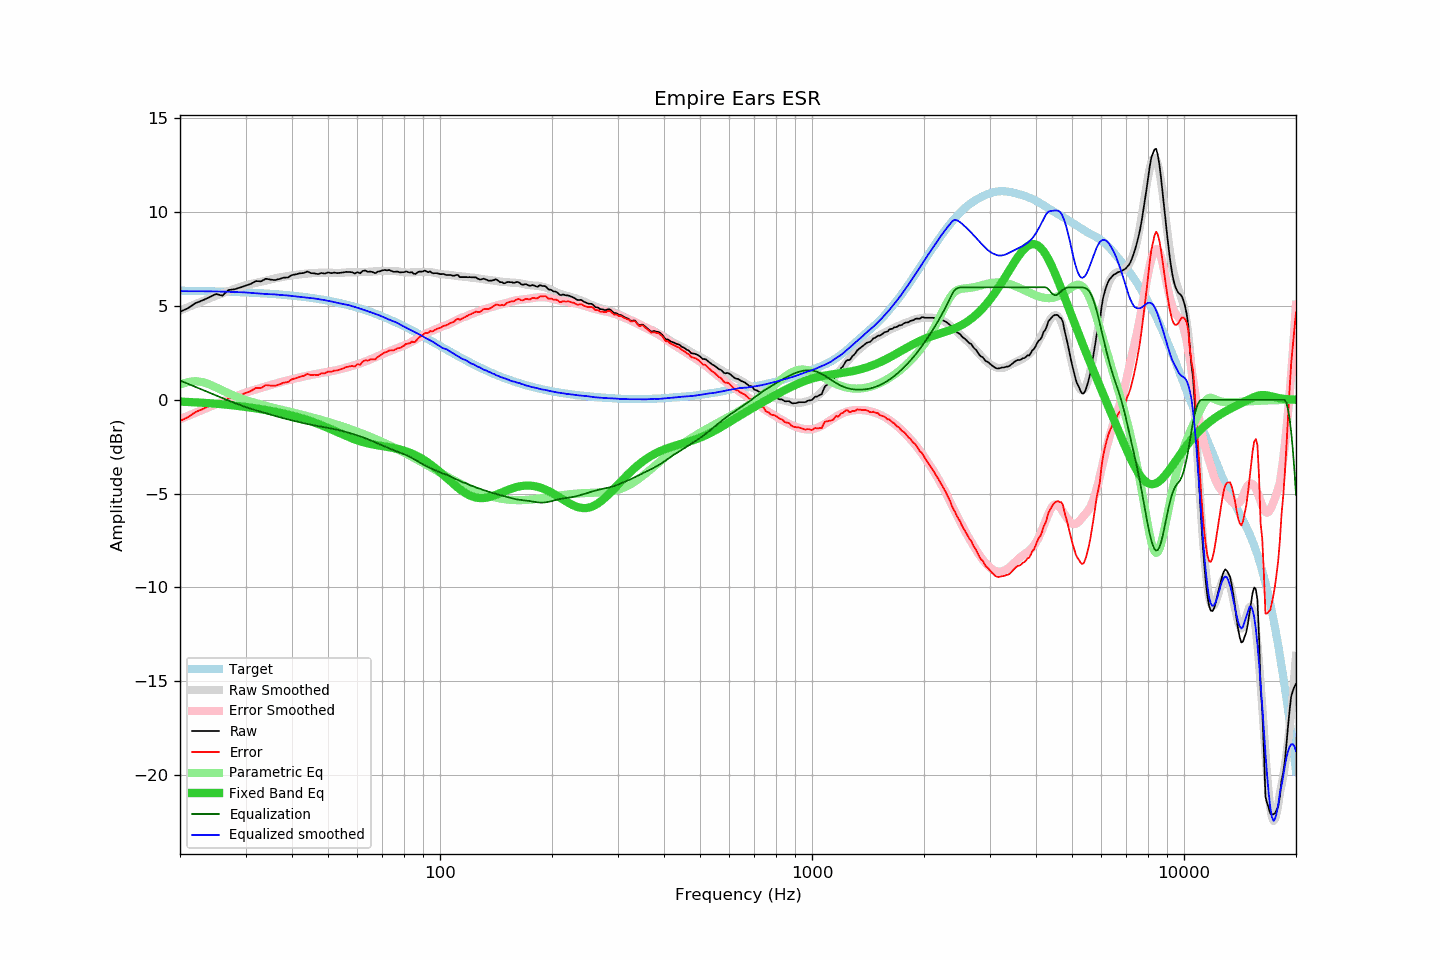 Empire Ears ESR
15
10
5
0
−5
−10
−15
−20
Amplitude (dBr)
Target
Raw Smoothed
Error Smoothed
Raw
Error
Parametric Eq
Fixed Band Eq
Equalization
Equalized smoothed
100 1000 10000
Frequency (Hz)